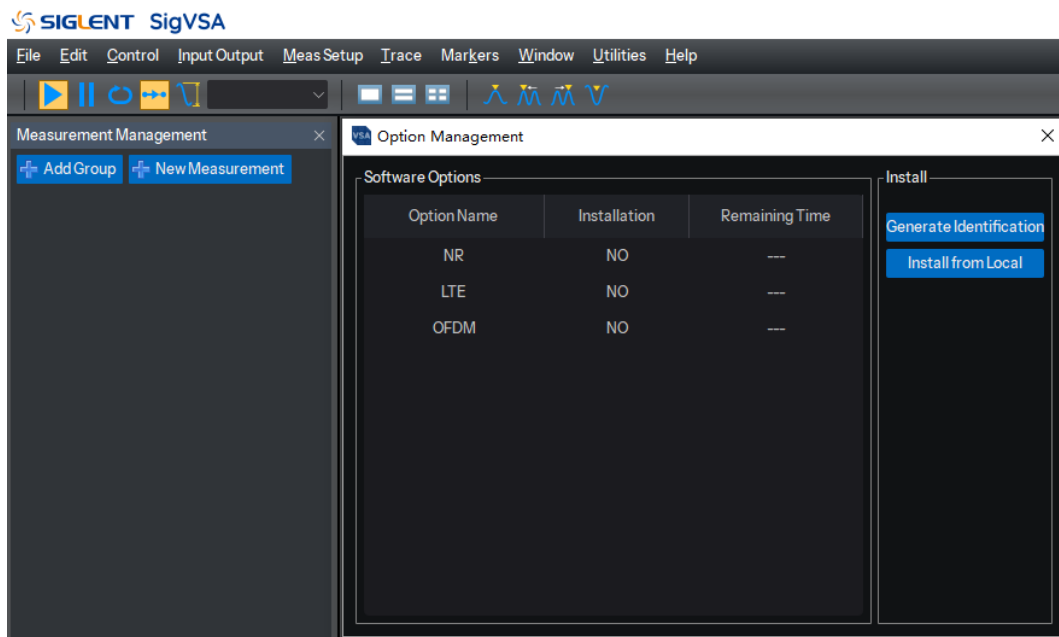 SIGLENT SigVSA
File Edit Control Input Output Meas Setup Trace Markers Window Utilities Help
Measurement Management
Add Group New Measurement
VSA Option Management
Software Options
Option Name Installation Remaining Time
NR NO ---
LTE NO ---
OFDM NO ---
Install
Generate Identification
Install from Local